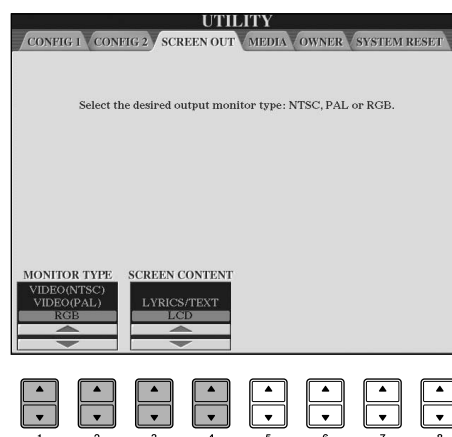 UTILITY
CONFIG 1 CONFIG 2 SCREEN OUT MEDIA OWNER SYSTEM RESET
Select the desired output monitor type: NTSC, PAL or RGB.
MONITOR TYPE SCREEN CONTENT
VIDEO(NTSC)
VIDEO(PAL) LYRICS/TEXT
RGB LCD
1 2 3 4 5 6 7 8